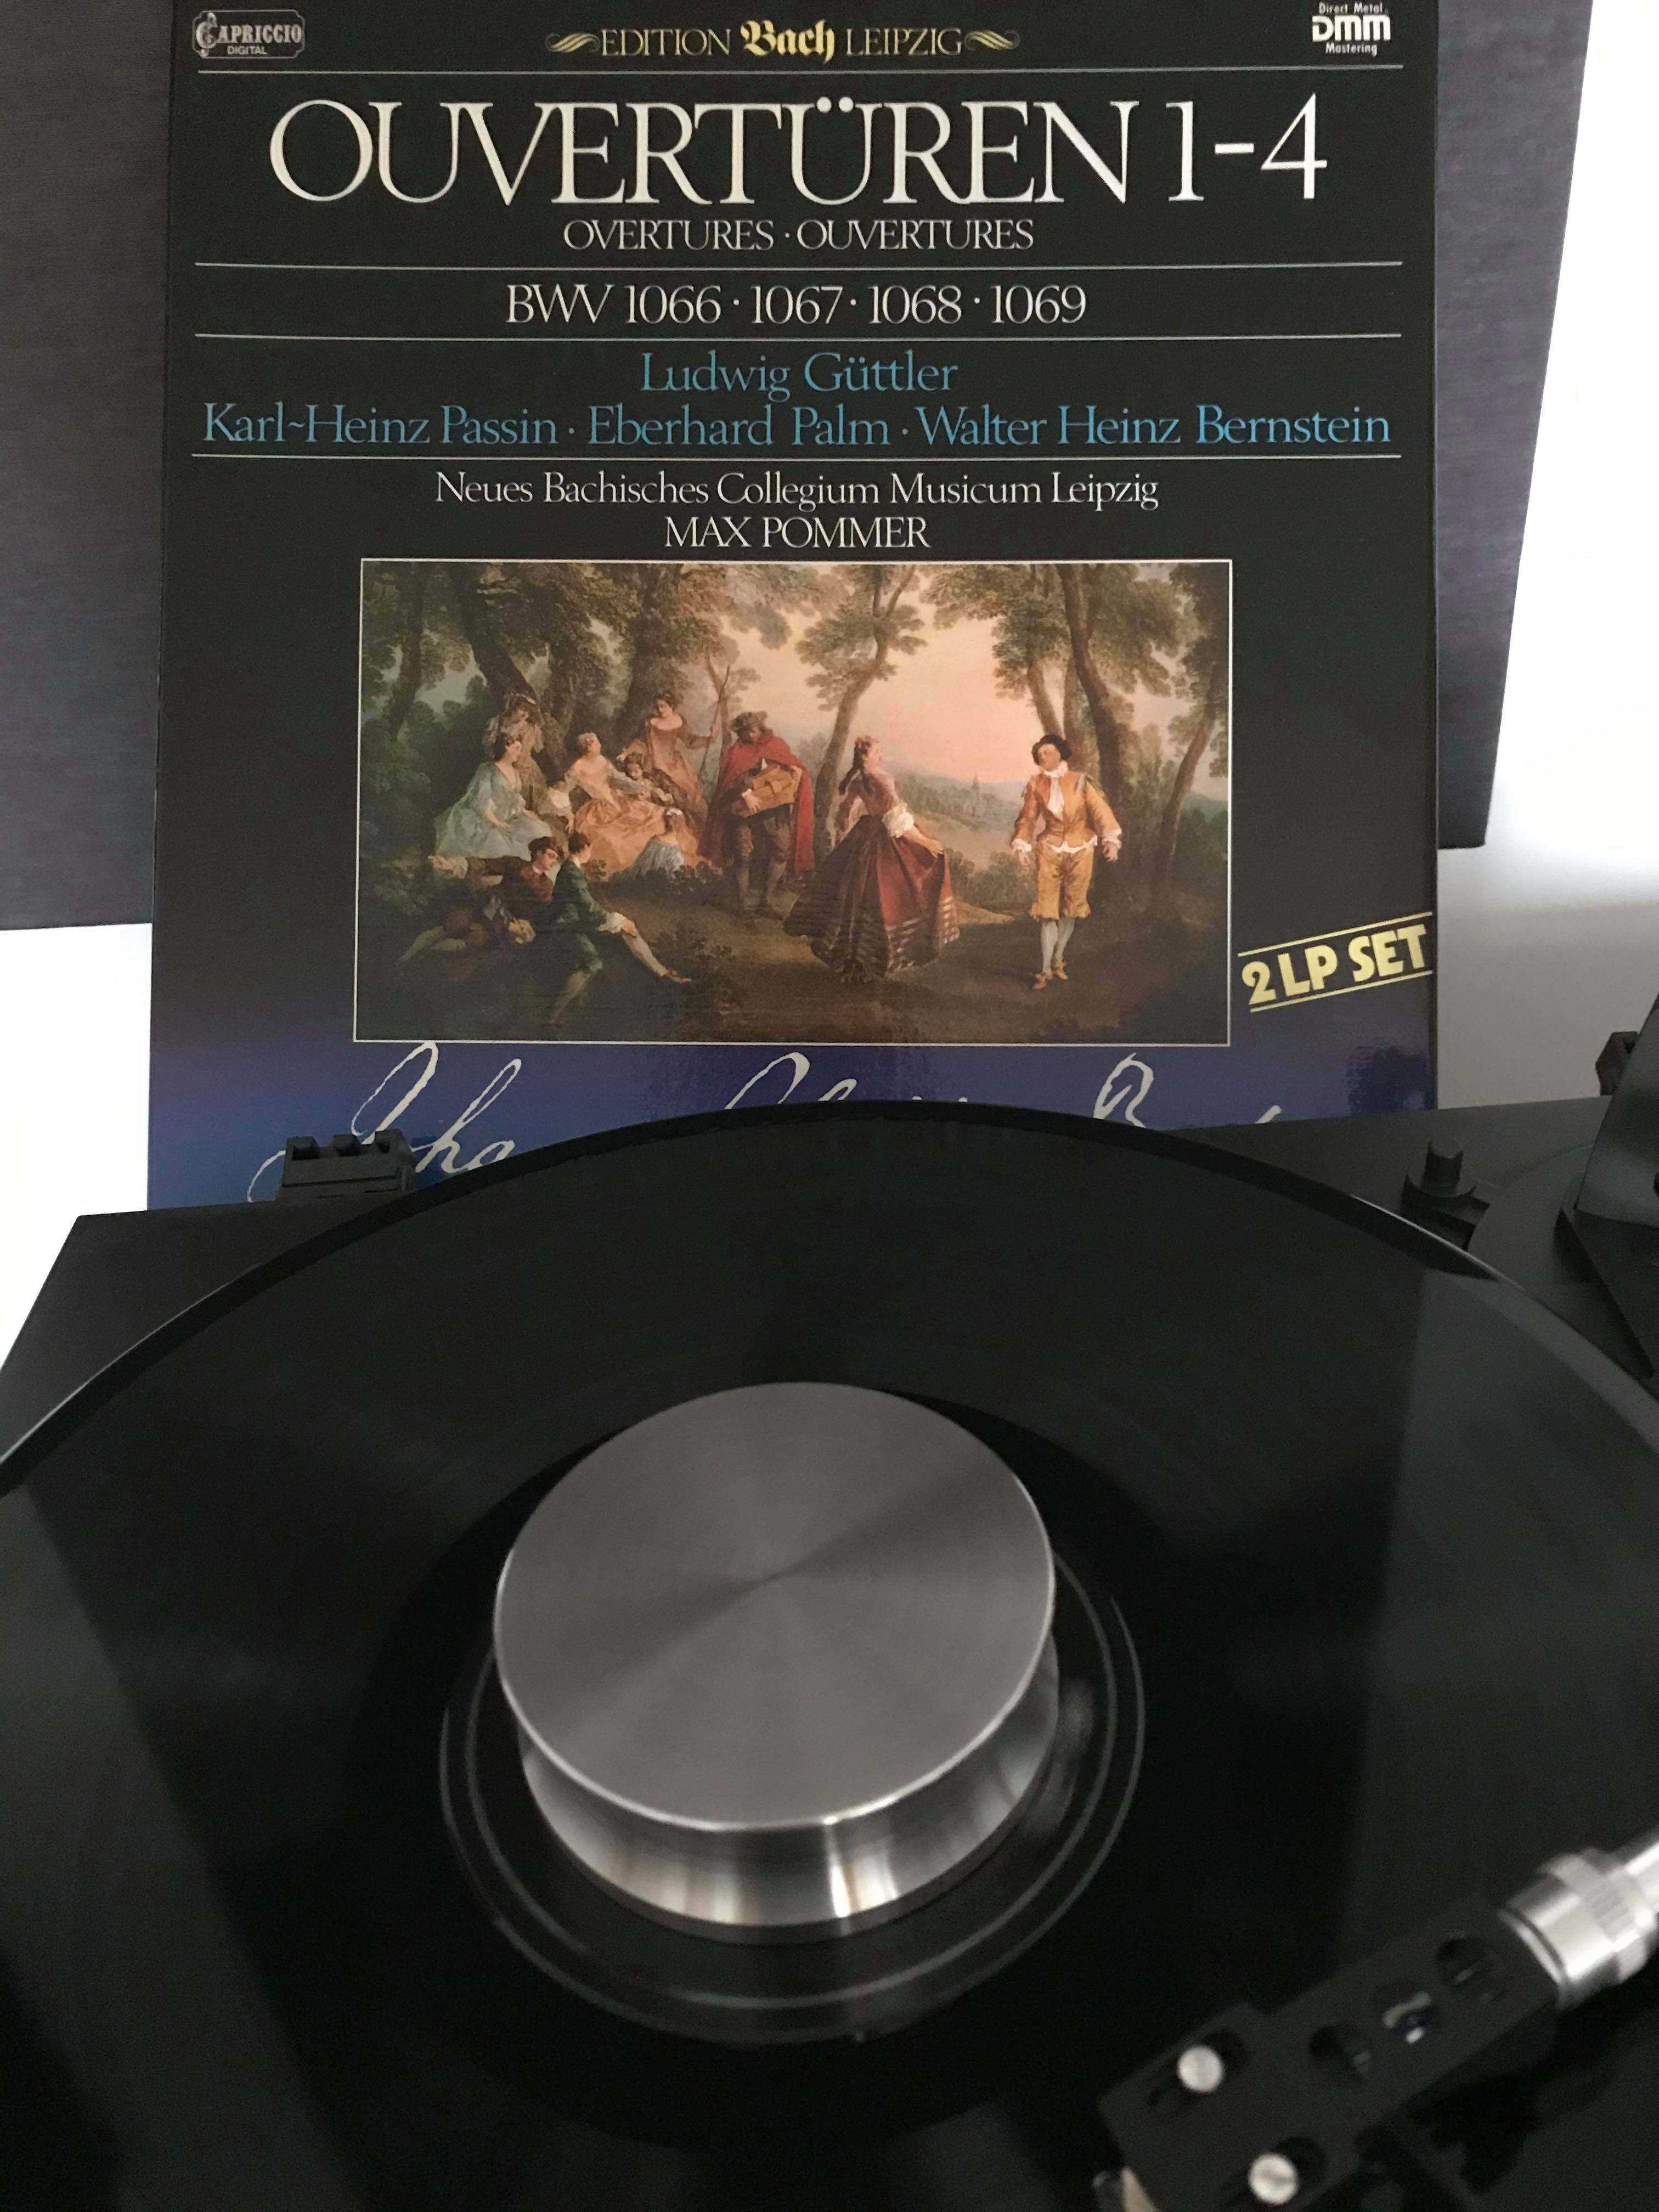 CAPRICCIO
DIGITAL
EDITION Bach LEIPZIG
Direct Metal
DMM
Mastering
OUVERTÜREN 1-4
OVERTURES · OUVERTURES
BWV 1066 · 1067 · 1068 · 1069
Ludwig Güttler
Karl-Heinz Passin · Eberhard Palm · Walter Heinz Bernstein
Neues Bachisches Collegium Musicum Leipzig
MAX POMMER
2 LP SET